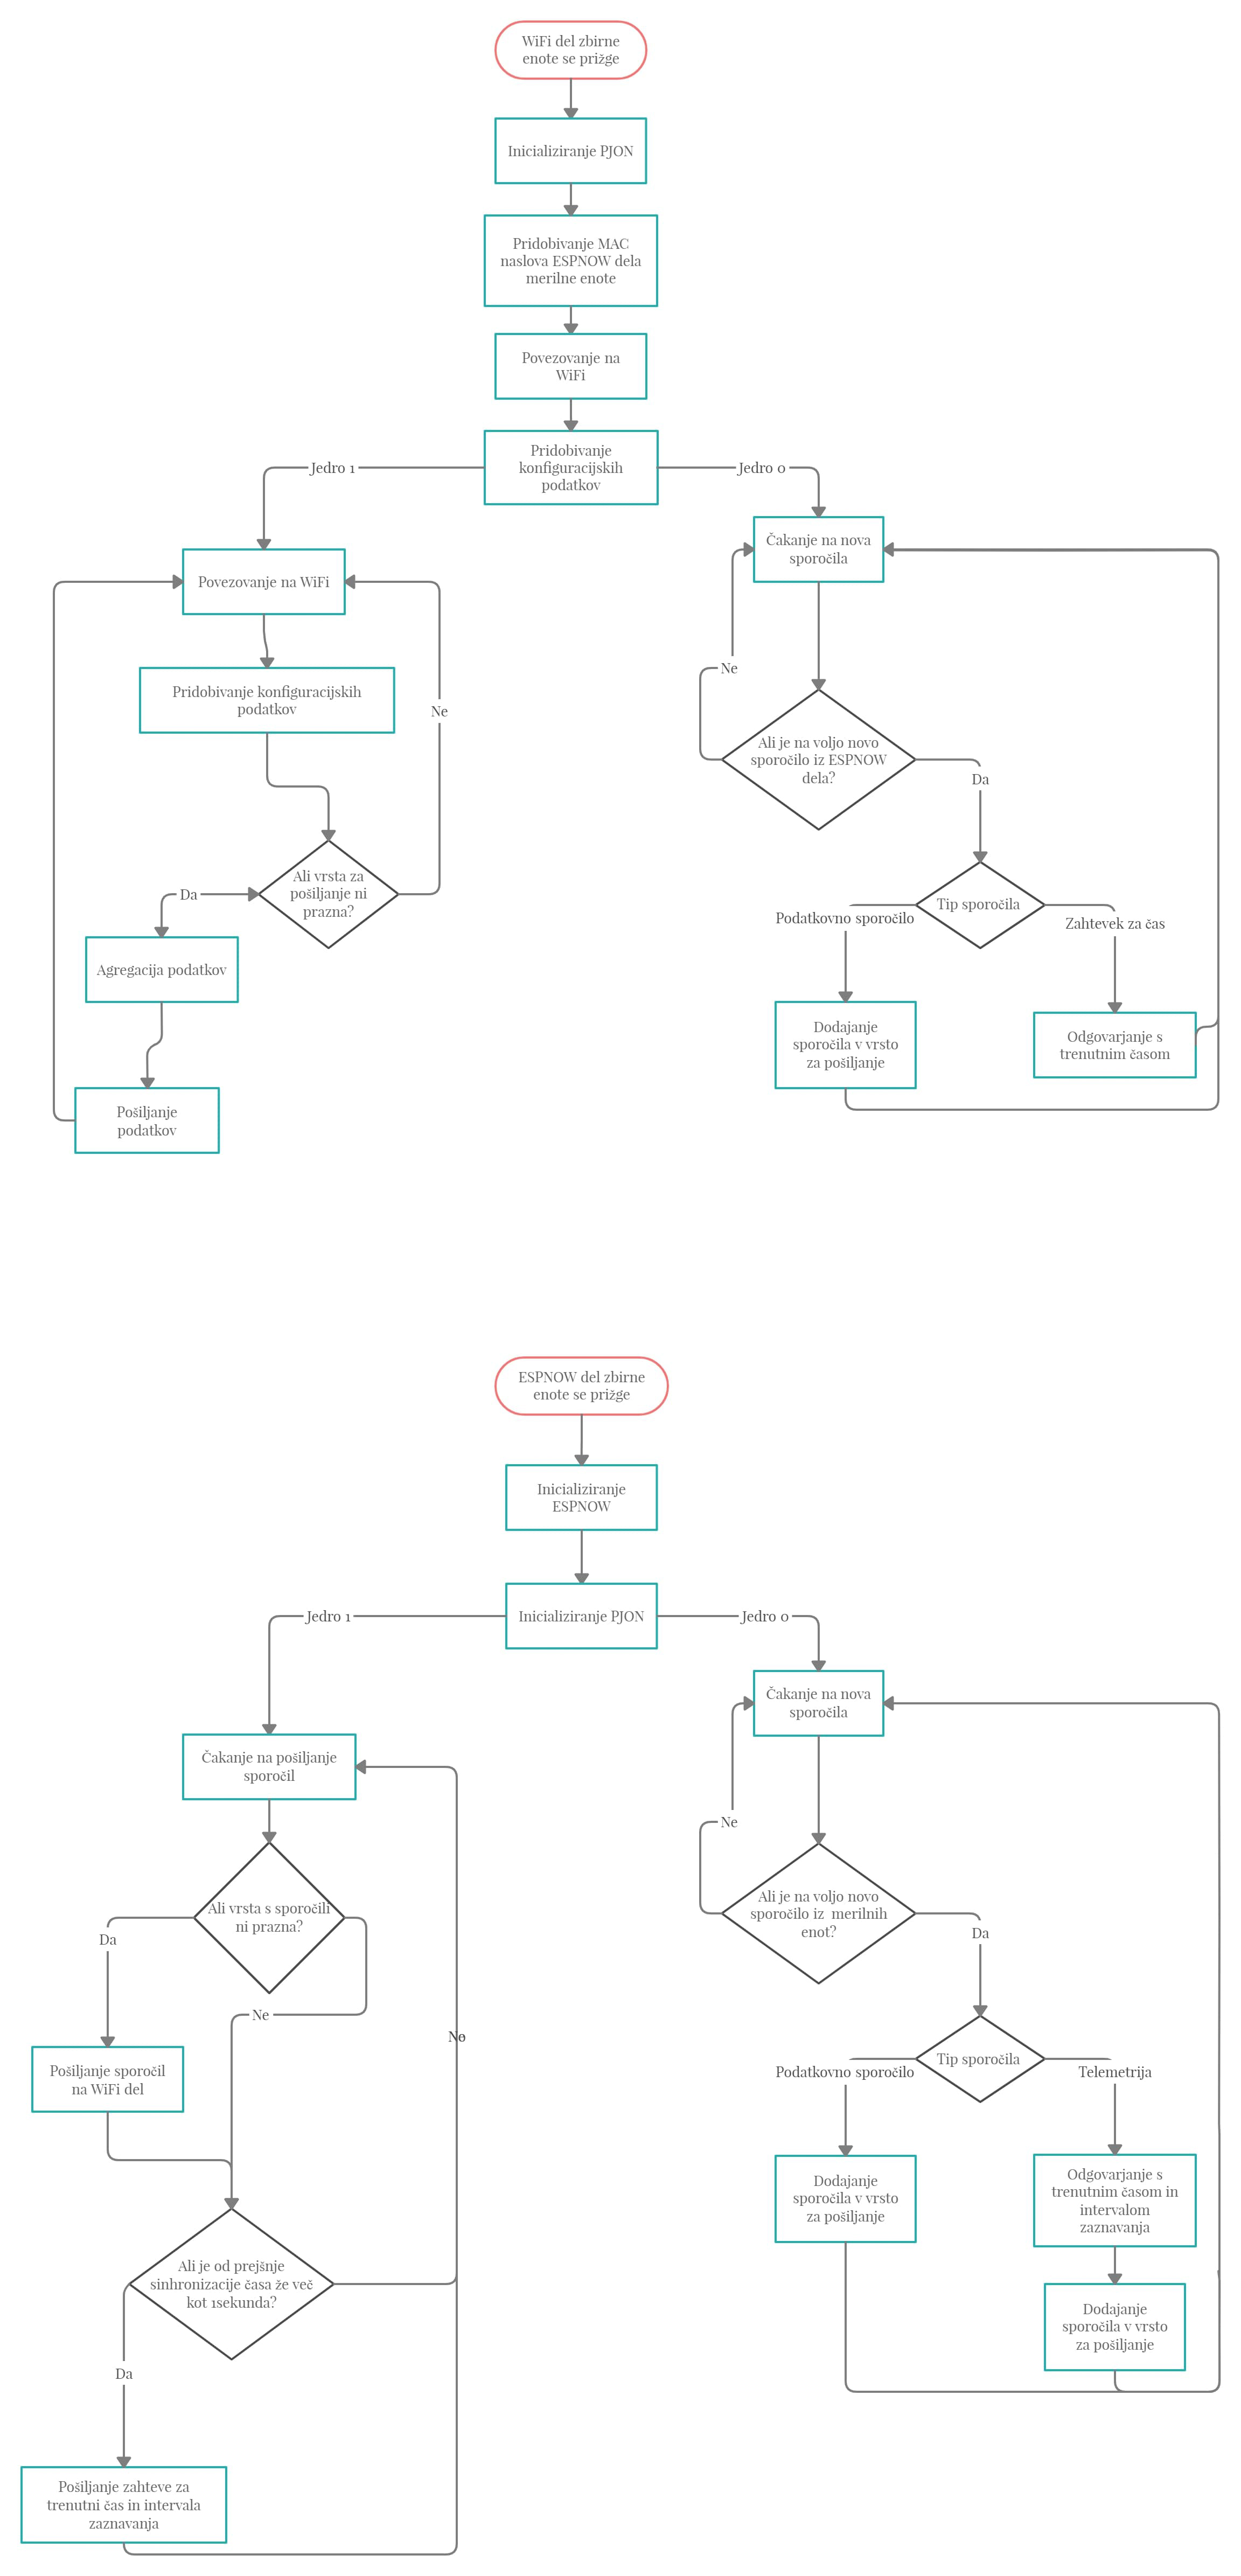 WiFi del zbirne
enote se prižge
Inicializiranje PJON
Pridobivanje MAC
naslova ESPNOW dela
merilne enote
Povezovanje na
WiFi
Pridobivanje
konfiguracijskih
podatkov
Jedro 1
Jedro 0
Povezovanje na WiFi
Pridobivanje konfiguracijskih
podatkov
Ne
Ali vrsta za
pošiljanje ni
prazna?
Da
Agregacija podatkov
Pošiljanje
podatkov
Čakanje na nova
sporočila
Ne
Ali je na voljo novo
sporočilo iz ESPNOW
dela?
Da
Tip sporočila
Podatkovno sporočilo
Zahtevek za čas
Dodajanje
sporočila v vrsto
za pošiljanje
Odgovarjanje s
trenutnim časom
ESPNOW del zbirne
enote se prižge
Inicializiranje
ESPNOW
Inicializiranje PJON
Jedro 1
Jedro 0
Čakanje na pošiljanje
sporočil
Ali vrsta s sporočili
ni prazna?
Da
Ne
Pošiljanje sporočil
na WiFi del
Ali je od prejšnje
sinhronizacije časa že več
kot 1sekunda?
Da
Pošiljanje zahteve za
trenutni čas in intervala
zaznavanja
Čakanje na nova
sporočila
Ne
Ali je na voljo novo
sporočilo iz  merilnih
enot?
Da
Tip sporočila
Podatkovno sporočilo
Telemetrija
Dodajanje
sporočila v vrsto
za pošiljanje
Odgovarjanje s
trenutnim časom in
intervalom
zaznavanja
Dodajanje
sporočila v vrsto
za pošiljanje